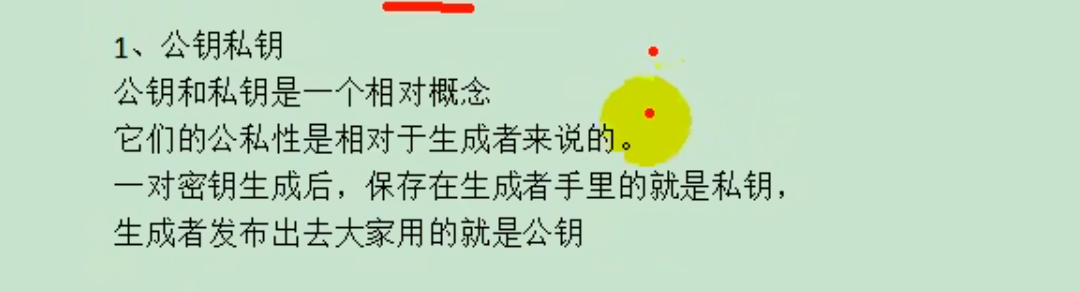 1、公钥私钥
公钥和私钥是一个相对概念
它们的公私性是相对于生成者来说的。
一对密钥生成后，保存在生成者手里的就是私钥，
生成者发布出去大家用的就是公钥